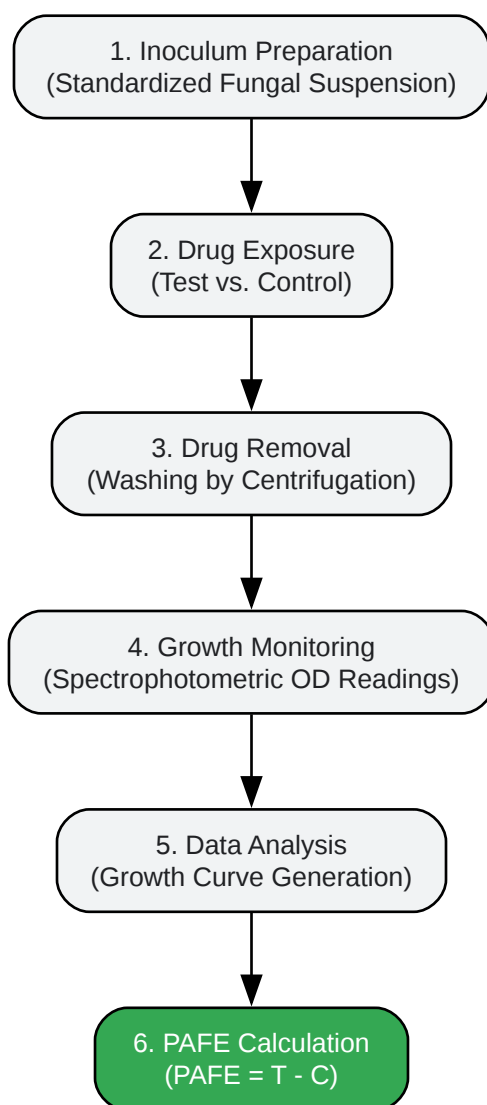 1. Inoculum Preparation
(Standardized Fungal Suspension)
2. Drug Exposure
(Test vs. Control)
3. Drug Removal
(Washing by Centrifugation)
4. Growth Monitoring
(Spectrophotometric OD Readings)
5. Data Analysis
(Growth Curve Generation)
6. PAFE Calculation
(PAFE = T - C)